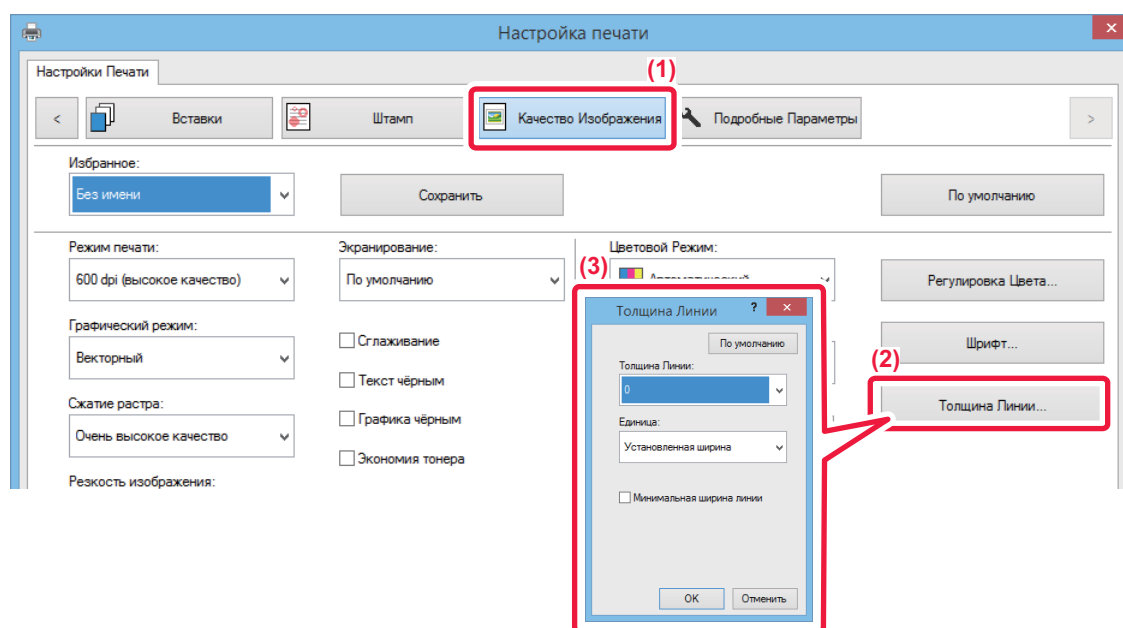 Настройка печати
Настройки Печати
(1)
<
Вставки
Штамп
Качество Изображения
Подробные Параметры
>
Избранное:
Без имени
Сохранить
По умолчанию
Режим печати:
600 dpi (высокое качество)
Экранирование:
По умолчанию
Цветовой Режим:
Автоматический
Регулировка Цвета...
Графический режим:
Векторный
Сглаживание
Текст чёрным
Графика чёрным
Экономия тонера
Шрифт...
(2)
Толщина Линии...
Сжатие растра:
Очень высокое качество
Резкость изображения:
(3)
Толщина Линии
?
По умолчанию
Толщина Линии:
0
Единица:
Установленная ширина
Минимальная ширина линии
OK
Отменить